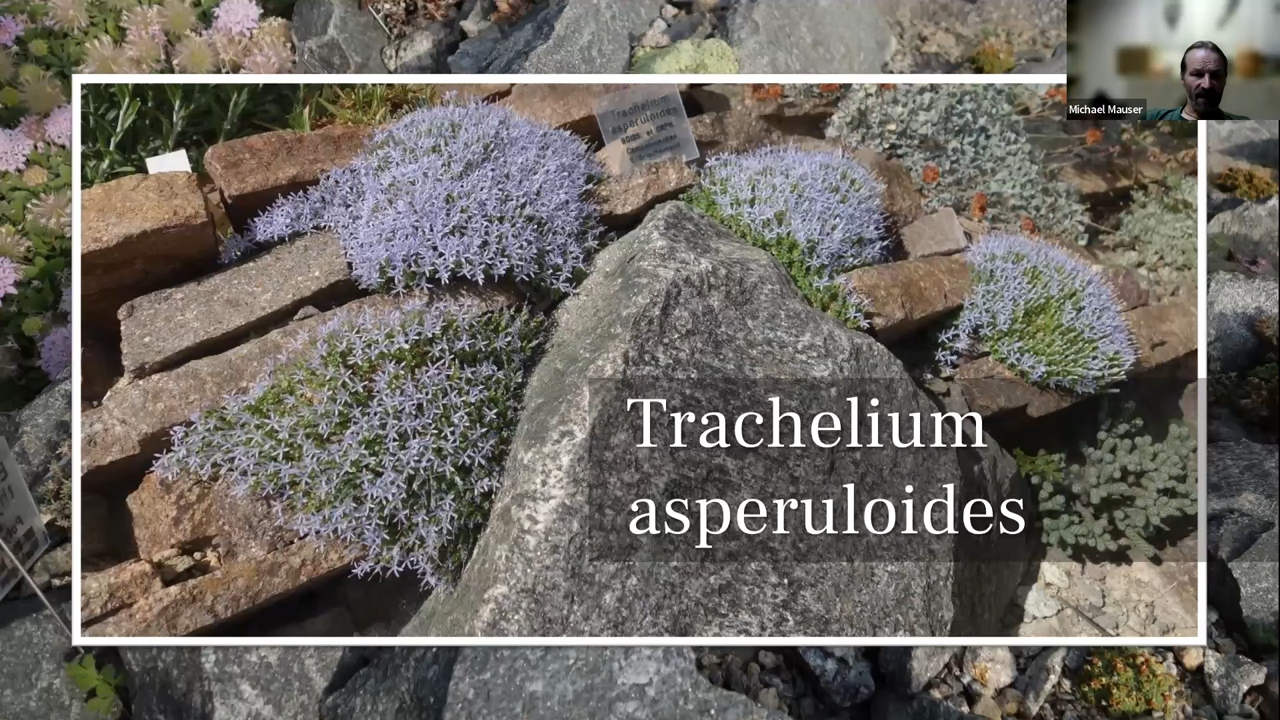 Michael Mauser
Trachelium
asperuloides
Trachelium
asperuloides